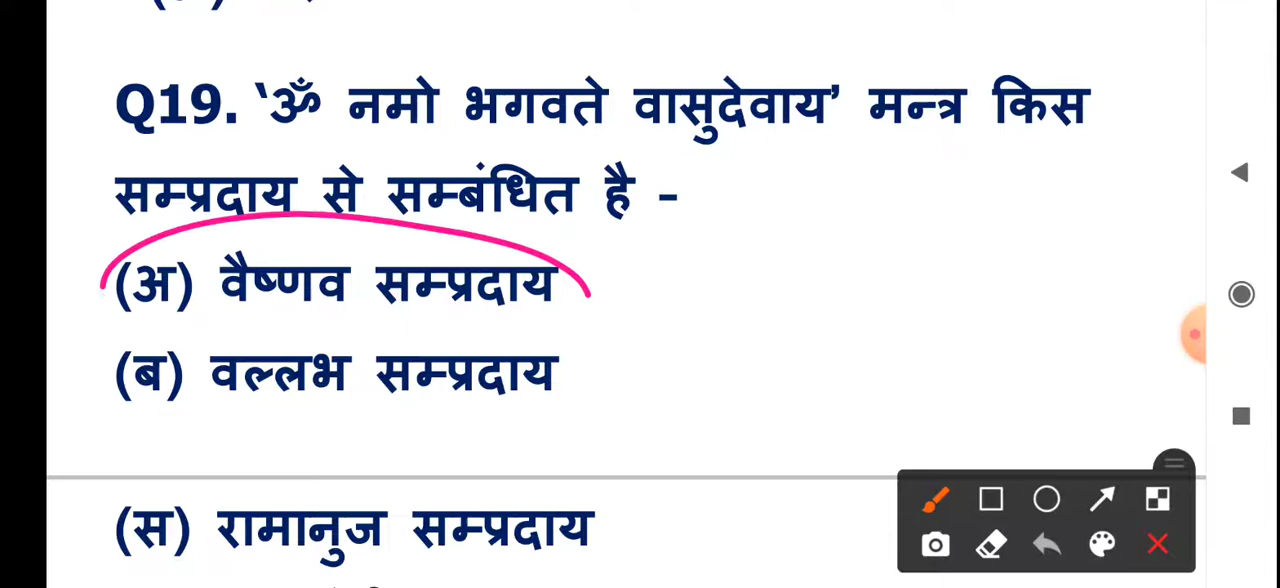 Q19. ‘ॐ नमो भगवते वासुदेवाय’ मन्त्र किस
सम्प्रदाय से सम्बंधित है -
(अ) वैष्णव सम्प्रदाय
(ब) वल्लभ सम्प्रदाय
(स) रामानुज सम्प्रदाय